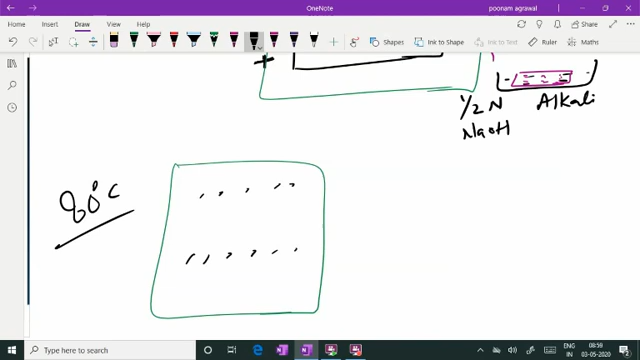 OneNote
poonam agrawal
Home Insert Draw View Help
Share
Shapes Ink to Shape Ink to Text Ruler Maths
+
1/2 N Alkali
NaOH
80°C
Type here to search
ENG 08:59
IN 03-05-2020